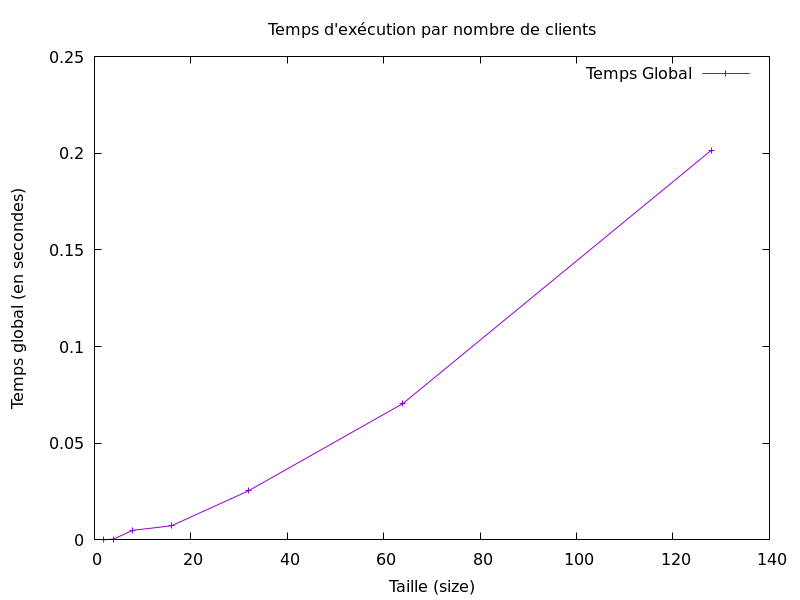 Temps d'exécution par nombre de clients
Temps Global
0.25
0.2
0.15
0.1
0.05
0
0 20 40 60 80 100 120 140
Temps global (en secondes)
Taille (size)